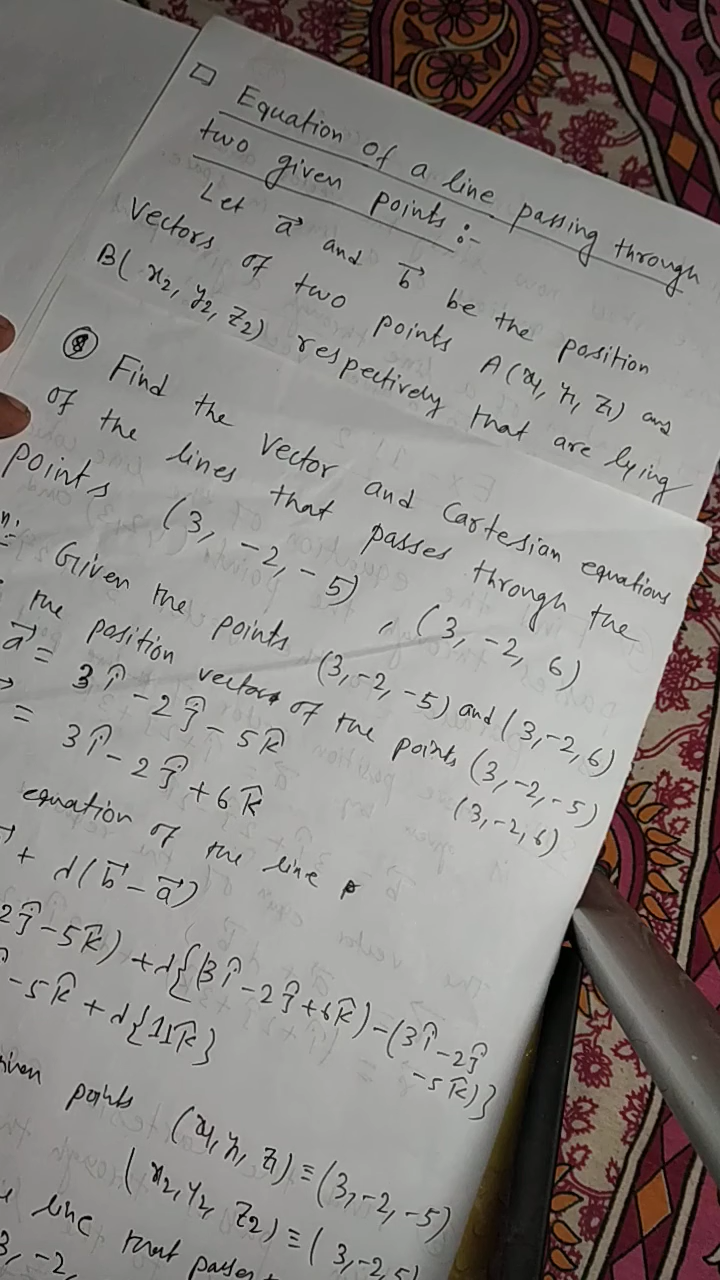 □ Equation of a line passing through
two given points :-
Let a⃗ and b⃗ be the position
vectors of two points A(x₁, y₁, z₁) and
B(x₂, y₂, z₂) respectively that are lying
⑧ Find the vector and Cartesian equations
of the lines that passes through the
points (3, -2, -5), (3, -2, 6)
n: Given the points (3, -2, -5) and (3, -2, 6)
the position vectors of the points (3, -2, -5)
a⃗ = 3î - 2ĵ - 5k̂ (3, -2, 6)
= 3î - 2ĵ + 6k̂
equation of the line
+ λ(b⃗ - a⃗)
2ĵ - 5k̂) + λ{(3î - 2ĵ + 6k̂) - (3î - 2ĵ
- 5k̂)}
- 5k̂ + λ{11k̂}
points (x₁, y₁, z₁) ≡ (3, -2, -5)
(x₂, y₂, z₂) ≡ (3, -2, 5)
line that passes
3, -2,